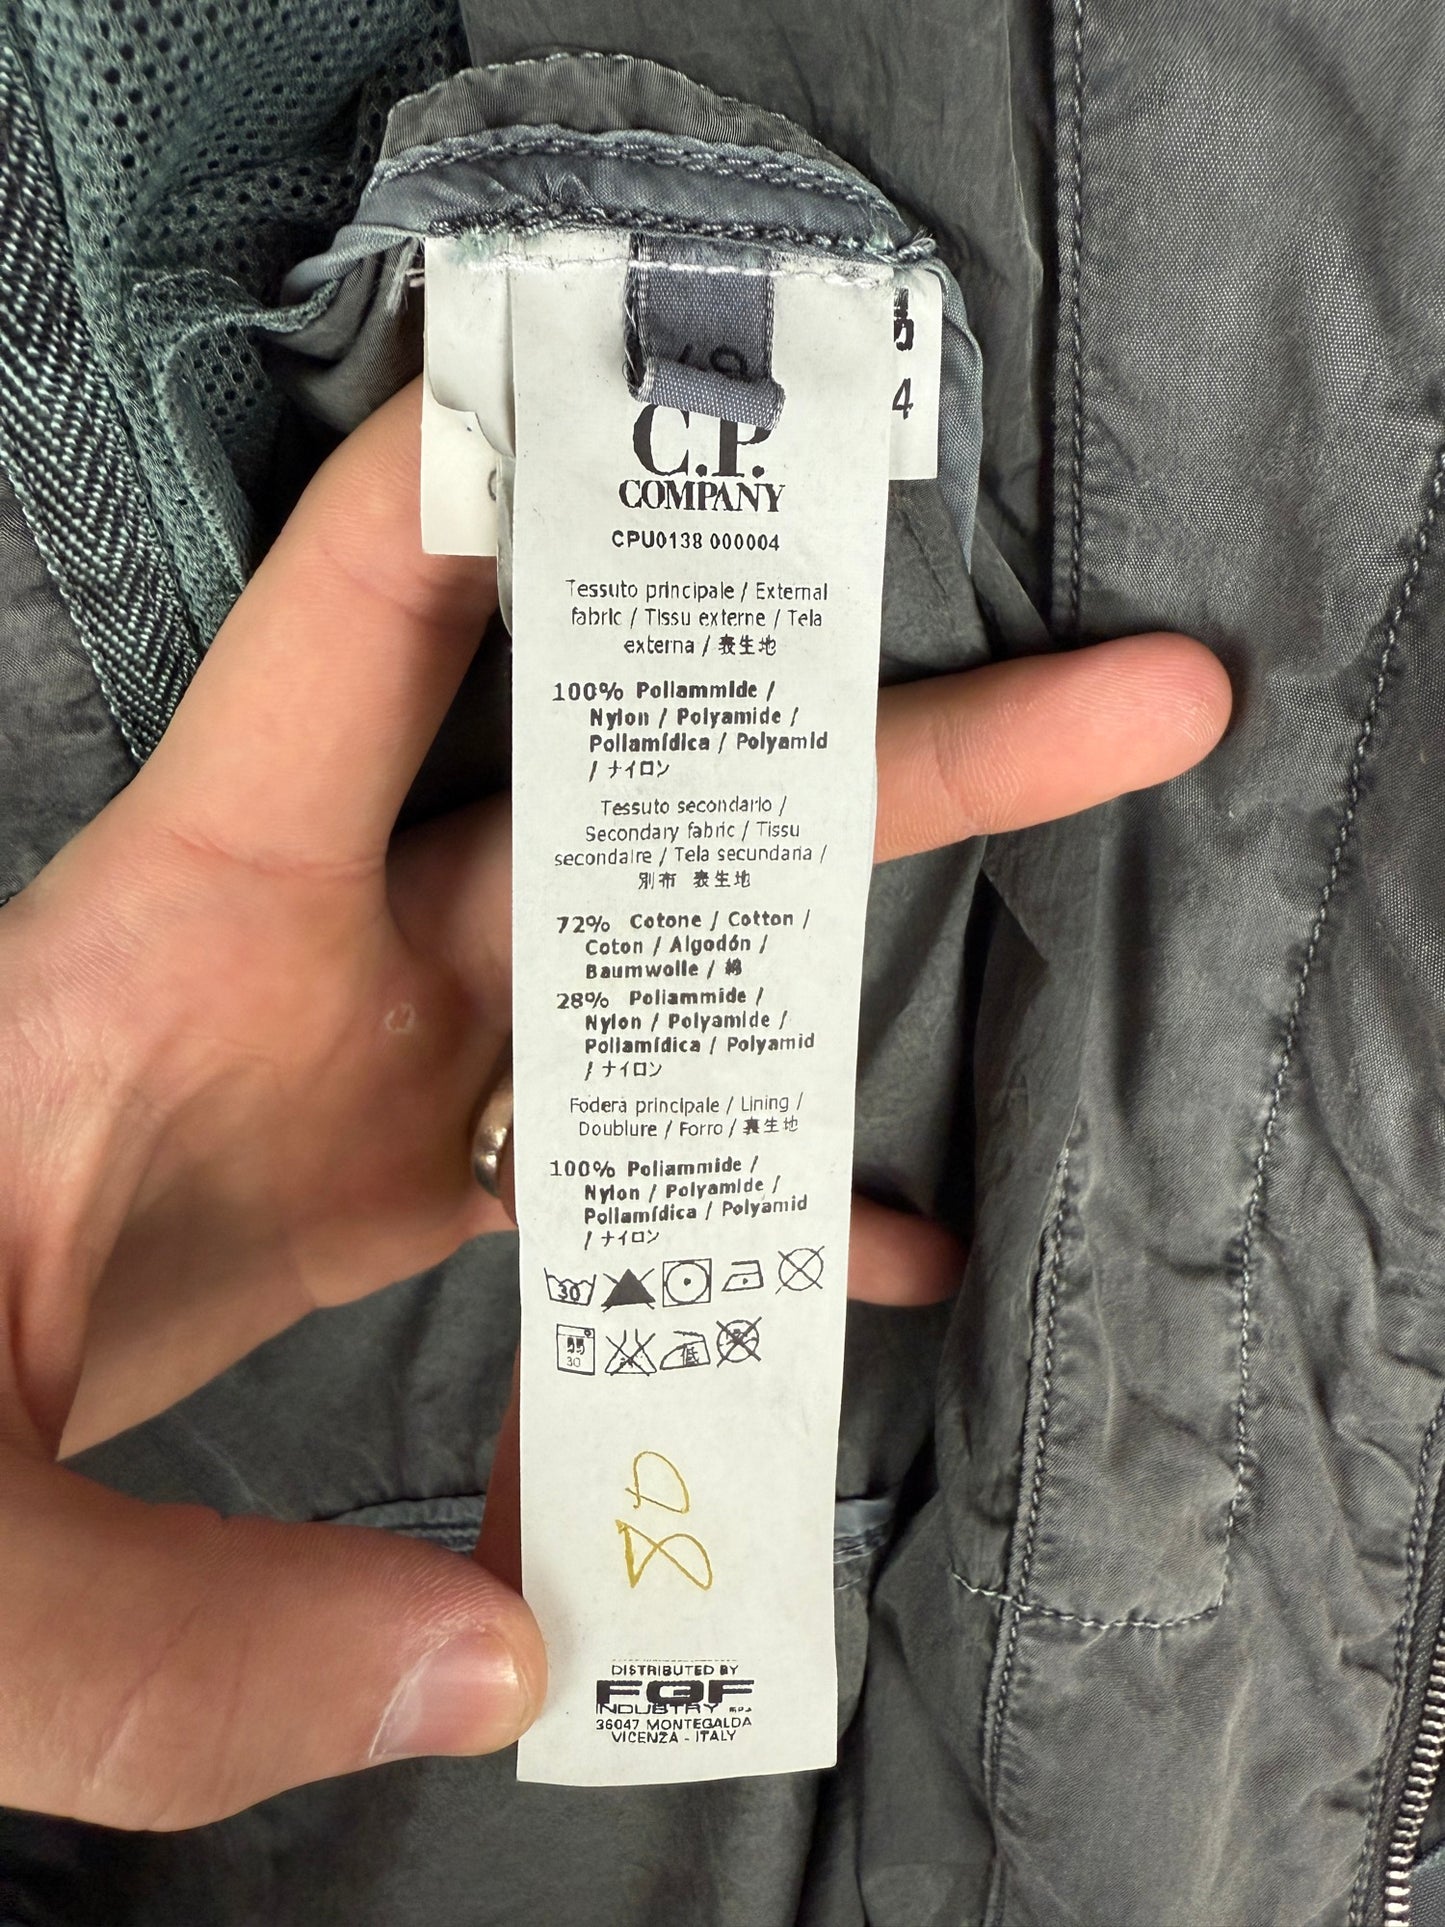 4
C.P.
COMPANY
CPU0138 000004
Tessuto principale / External
fabric / Tissu externe / Tela
externa / 表生地
100% Poliammide /
Nylon / Polyamide /
Poliamídica / Polyamid
/ ナイロン
Tessuto secondario /
Secondary fabric / Tissu
secondaire / Tela secundaria /
別布 表生地
72% Cotone / Cotton /
Coton / Algodón /
Baumwolle / 綿
28% Poliammide /
Nylon / Polyamide /
Poliamídica / Polyamid
/ ナイロン
Fodera principale / Lining /
Doublure / Forro / 裏生地
100% Poliammide /
Nylon / Polyamide /
Poliamídica / Polyamid
/ ナイロン
30
30 低
DISTRIBUTED BY
FGF
INDUSTRY S.P.A.
36047 MONTEGALDA
VICENZA - ITALY